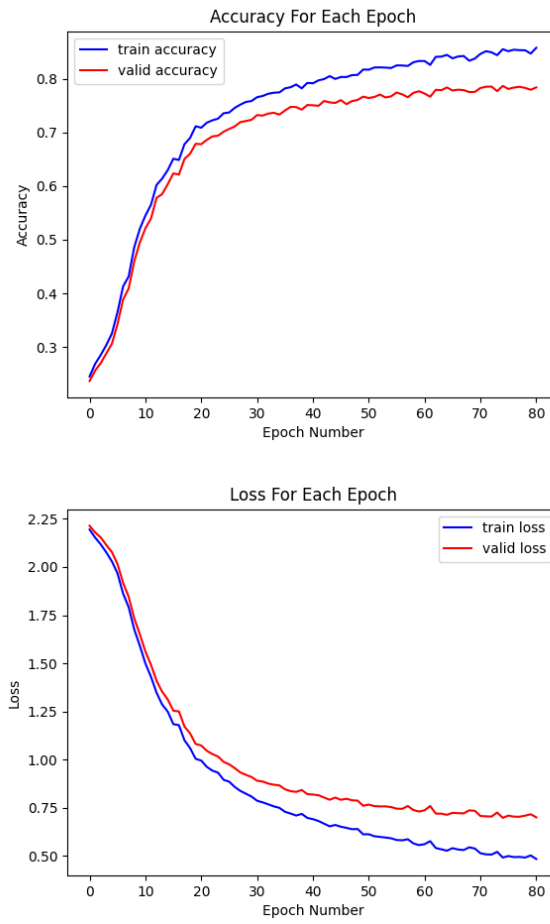 Accuracy For Each Epoch
train accuracy
valid accuracy
0.8
0.7
0.6
0.5
0.4
0.3
Accuracy
0 10 20 30 40 50 60 70 80
Epoch Number
Loss For Each Epoch
train loss
valid loss
2.25
2.00
1.75
1.50
1.25
1.00
0.75
0.50
Loss
0 10 20 30 40 50 60 70 80
Epoch Number